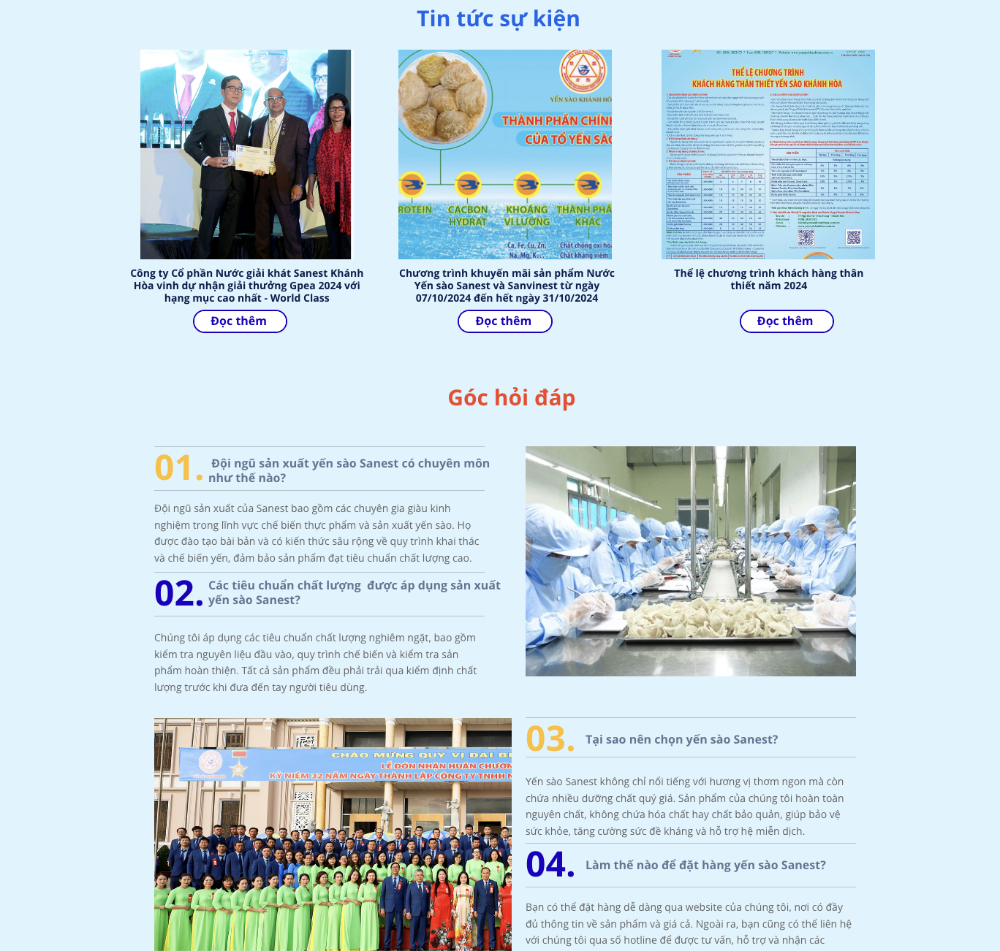 Tin tức sự kiện
YẾN SÀO KHÁNH HÒ
THÀNH PHẦN CHÍNH
CỦA TỔ YẾN SÀO
ROTEIN
CACBON
HYDRAT
KHOÁNG
VI LƯỢNG
THÀNH PHẦ
KHÁC
Ca, Fe, Cu, Zn,
Na, Mg, K...
Chất chống oxi hó
Chất kháng viêm
THỂ LỆ CHƯƠNG TRÌNH
KHÁCH HÀNG THÂN THIẾT YẾN SÀO KHÁNH HÒA
Công ty Cổ phần Nước giải khát Sanest Khánh
Hòa vinh dự nhận giải thưởng Gpea 2024 với
hạng mục cao nhất - World Class
Chương trình khuyến mãi sản phẩm Nước
Yến sào Sanest và Sanvinest từ ngày
07/10/2024 đến hết ngày 31/10/2024
Thể lệ chương trình khách hàng thân
thiết năm 2024
Đọc thêm
Đọc thêm
Đọc thêm
Góc hỏi đáp
01. Đội ngũ sản xuất yến sào Sanest có chuyên môn
như thế nào?
Đội ngũ sản xuất của Sanest bao gồm các chuyên gia giàu kinh
nghiệm trong lĩnh vực chế biến thực phẩm và sản xuất yến sào. Họ
được đào tạo bài bản và có kiến thức sâu rộng về quy trình khai thác
và chế biến yến, đảm bảo sản phẩm đạt tiêu chuẩn chất lượng cao.
02. Các tiêu chuẩn chất lượng  được áp dụng sản xuất
yến sào Sanest?
Chúng tôi áp dụng các tiêu chuẩn chất lượng nghiêm ngặt, bao gồm
kiểm tra nguyên liệu đầu vào, quy trình chế biến và kiểm tra sản
phẩm hoàn thiện. Tất cả sản phẩm đều phải trải qua kiểm định chất
lượng trước khi đưa đến tay người tiêu dùng.
CHÀO MỪNG QUÝ VỊ ĐẠI BI
LỄ ĐÓN NHẬN HUÂN CHƯƠN
KỶ NIỆM 32 NĂM NGÀY THÀNH LẬP CÔNG TY TNHH N
03. Tại sao nên chọn yến sào Sanest?
Yến sào Sanest không chỉ nổi tiếng với hương vị thơm ngon mà còn
chứa nhiều dưỡng chất quý giá. Sản phẩm của chúng tôi hoàn toàn
nguyên chất, không chứa hóa chất hay chất bảo quản, giúp bảo vệ
sức khỏe, tăng cường sức đề kháng và hỗ trợ hệ miễn dịch.
04. Làm thế nào để đặt hàng yến sào Sanest?
Bạn có thể đặt hàng dễ dàng qua website của chúng tôi, nơi có đầy
đủ thông tin về sản phẩm và giá cả. Ngoài ra, bạn cũng có thể liên hệ
với chúng tôi qua số hotline để được tư vấn, hỗ trợ và nhận các